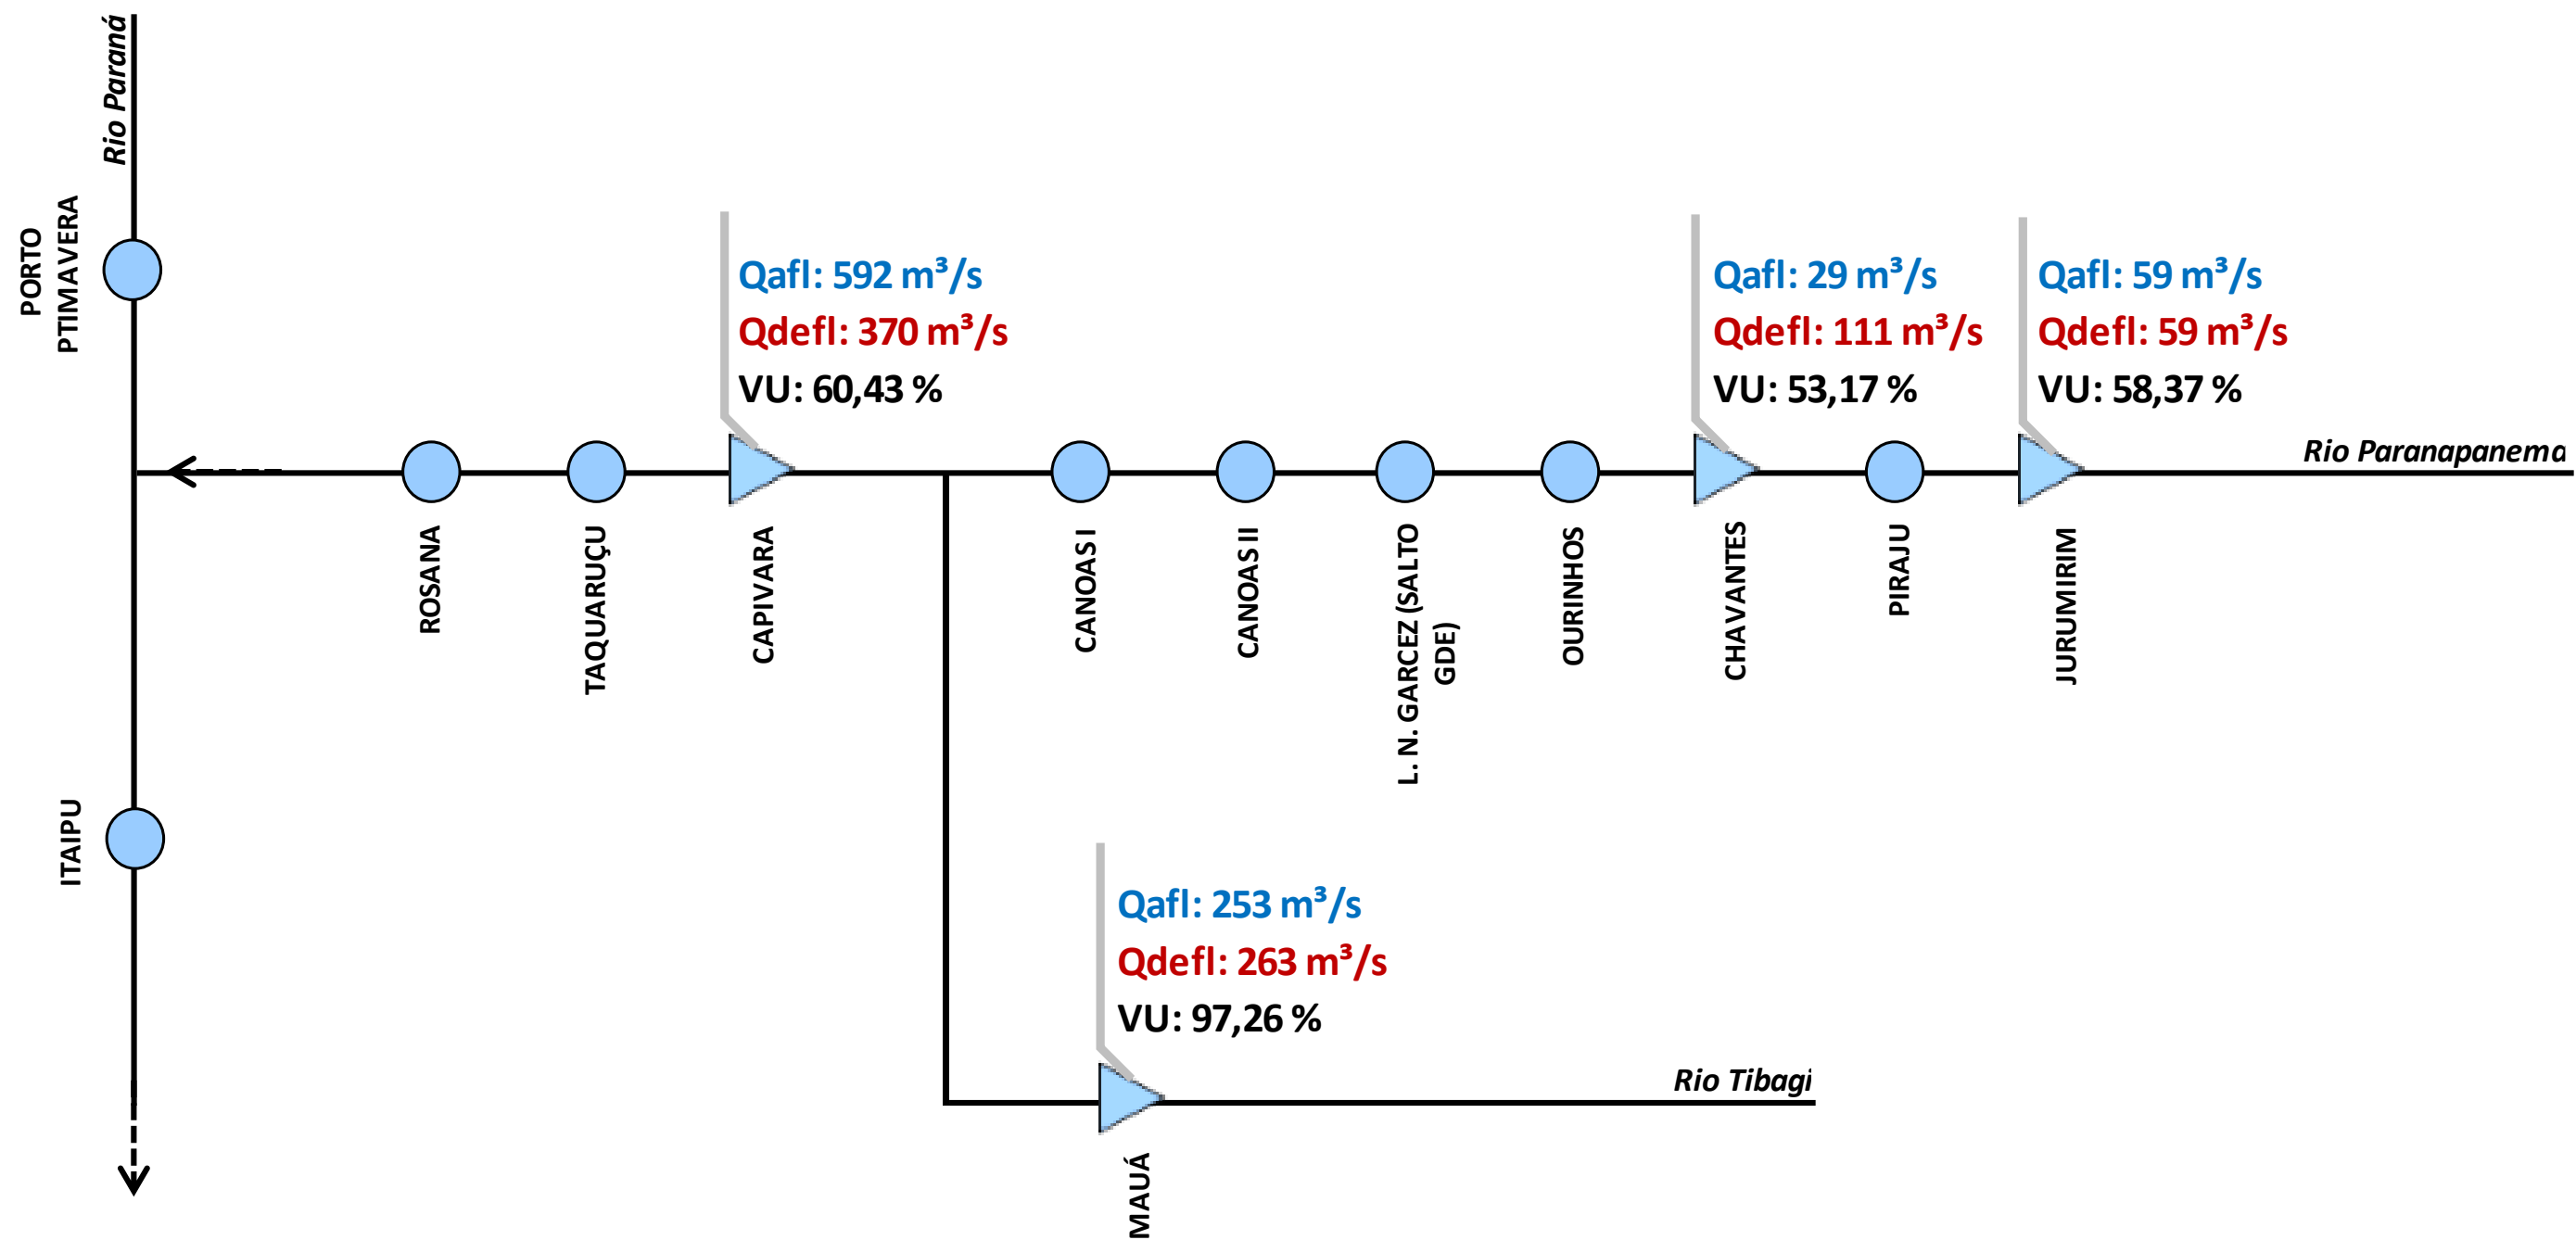 Rio Paraná
PORTO
PTIMAVERA
Qafl: 592 m³/s
Qdefl: 370 m³/s
VU: 60,43 %
Qafl: 29 m³/s
Qdefl: 111 m³/s
VU: 53,17 %
Qafl: 59 m³/s
Qdefl: 59 m³/s
VU: 58,37 %
Rio Paranapanema
ROSANA
TAQUARUÇU
CAPIVARA
CANOAS I
CANOAS II
L. N. GARCEZ (SALTO
GDE)
OURINHOS
CHAVANTES
PIRAJU
JURUMIRIM
ITAIPU
Qafl: 253 m³/s
Qdefl: 263 m³/s
VU: 97,26 %
Rio Tibagi
MAUÁ